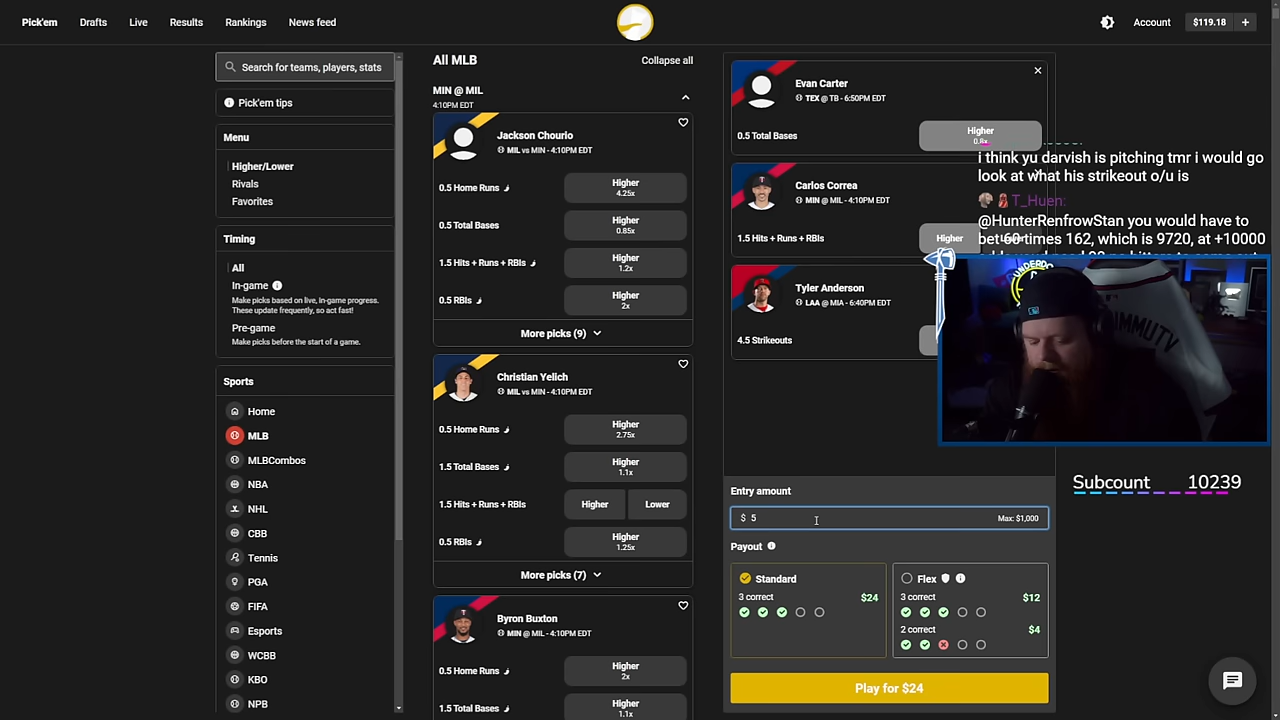 Pick'em
Drafts
Live
Results
Rankings
News feed
Account
$119.18
+
Search for teams, players, stats
Pick'em tips
Menu
Higher/Lower
Rivals
Favorites
Timing
All
In-game
Make picks based on live, in-game progress.
These update frequently, so act fast!
Pre-game
Make picks before the start of a game.
Sports
Home
MLB
MLBCombos
NBA
NHL
CBB
Tennis
PGA
FIFA
Esports
WCBB
KBO
NPB
All MLB
Collapse all
MIN @ MIL
4:10PM EDT
Jackson Chourio
MIL vs MIN - 4:10PM EDT
0.5 Home Runs
Higher
4.25x
0.5 Total Bases
Higher
0.85x
1.5 Hits + Runs + RBIs
Higher
1.2x
0.5 RBIs
Higher
2x
More picks (9)
Christian Yelich
MIL vs MIN - 4:10PM EDT
0.5 Home Runs
Higher
2.75x
1.5 Total Bases
Higher
1.1x
1.5 Hits + Runs + RBIs
Higher
Lower
0.5 RBIs
Higher
1.25x
More picks (7)
Byron Buxton
MIN @ MIL - 4:10PM EDT
0.5 Home Runs
Higher
2x
1.5 Total Bases
Higher
1.1x
Evan Carter
TEX @ TB - 6:50PM EDT
0.5 Total Bases
Higher
0.8x
Carlos Correa
MIN @ MIL - 4:10PM EDT
1.5 Hits + Runs + RBIs
Higher
Tyler Anderson
LAA @ MIA - 6:40PM EDT
4.5 Strikeouts
i think yu darvish is pitching tmr i would go
look at what his strikeout o/u is
T_Huen:
@HunterRenfrowStan you would have to
bet 60 times 162, which is 9720, at +10000
Subcount 10239
Entry amount
$ 5
Max: $1,000
Payout
Standard
3 correct
$24
Flex
3 correct
$12
2 correct
$4
Play for $24